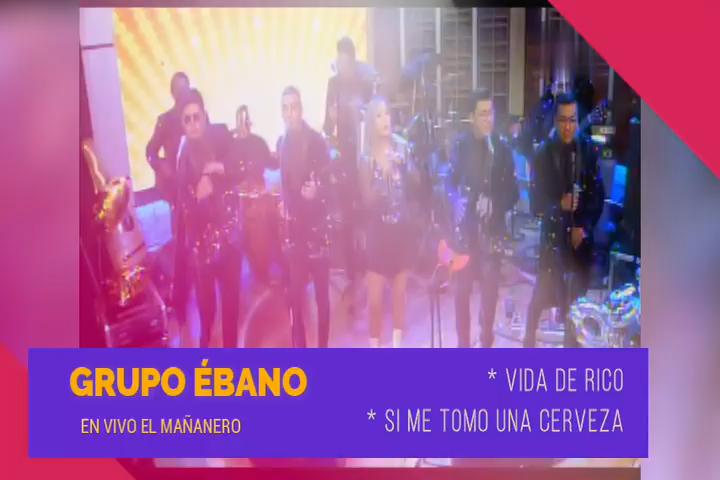 GRUPO ÉBANO
EN VIVO EL MAÑANERO
* VIDA DE RICO
* SI ME TOMO UNA CERVEZA